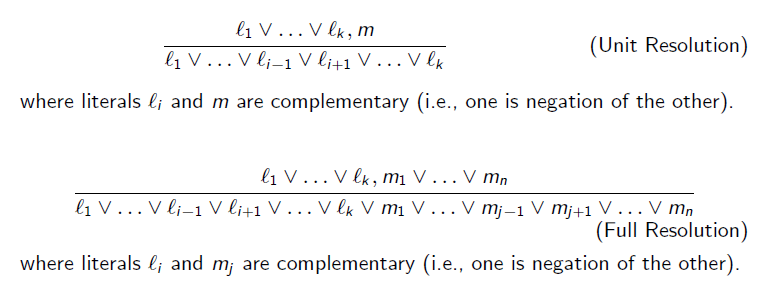 ℓ₁ ∨ … ∨ ℓₖ, m
ℓ₁ ∨ … ∨ ℓᵢ₋₁ ∨ ℓᵢ₊₁ ∨ … ∨ ℓₖ (Unit Resolution)
where literals ℓᵢ and m are complementary (i.e., one is negation of the other).
ℓ₁ ∨ … ∨ ℓₖ, m₁ ∨ … ∨ mₙ
ℓ₁ ∨ … ∨ ℓᵢ₋₁ ∨ ℓᵢ₊₁ ∨ … ∨ ℓₖ ∨ m₁ ∨ … ∨ mⱼ₋₁ ∨ mⱼ₊₁ ∨ … ∨ mₙ
(Full Resolution)
where literals ℓᵢ and mⱼ are complementary (i.e., one is negation of the other).